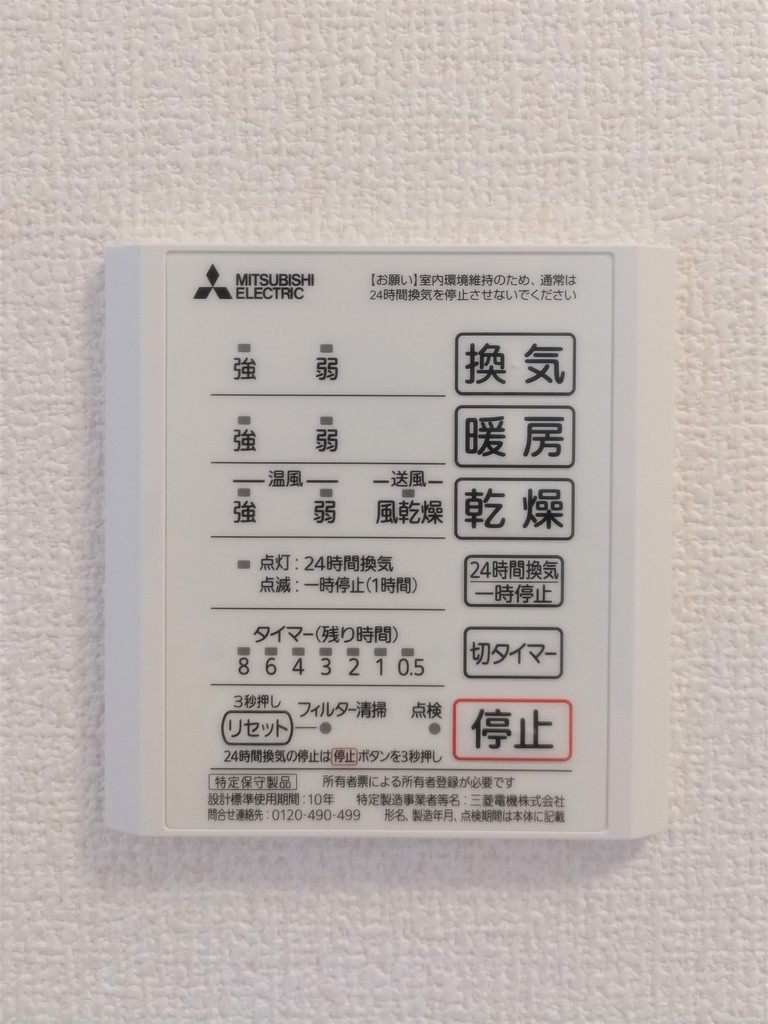 MITSUBISHI
ELECTRIC
【お願い】室内環境維持のため、通常は
24時間換気を停止させないでください
強 弱 換気
強 弱 暖房
温風 送風
強 弱 風乾燥 乾燥
点灯：24時間換気
点滅：一時停止(1時間)
24時間換気
一時停止
タイマー(残り時間)
8 6 4 3 2 1 0.5
切タイマー
3秒押し
リセット フィルター清掃 点検
停止
24時間換気の停止は停止ボタンを3秒押し
特定保守製品 所有者票による所有者登録が必要です
設計標準使用期間：10年 特定製造事業者等名：三菱電機株式会社
問合せ連絡先：0120-490-499 形名、製造年月、点検期間は本体に記載